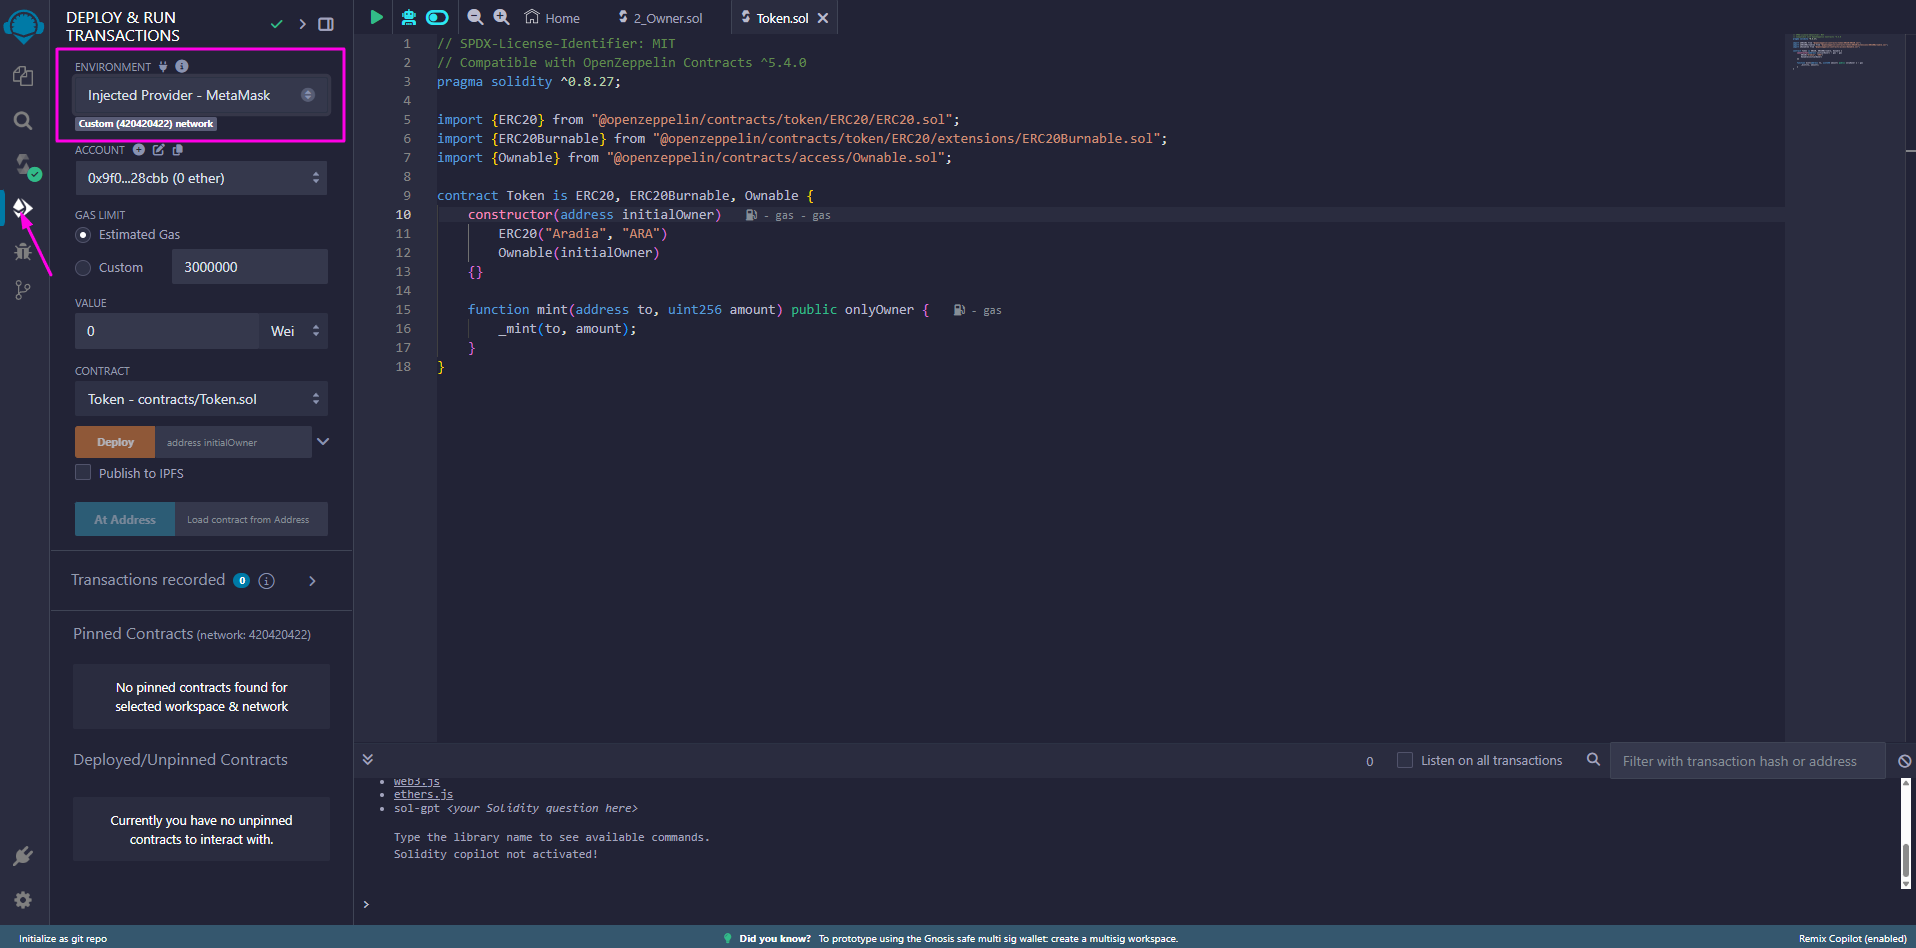 DEPLOY & RUN
TRANSACTIONS
ENVIRONMENT
Injected Provider - MetaMask
Custom (420420422) network
ACCOUNT
0x9f0...28cbb (0 ether)
GAS LIMIT
Estimated Gas
Custom
3000000
VALUE
0
Wei
CONTRACT
Token - contracts/Token.sol
Deploy
address initialOwner
Publish to IPFS
At Address
Load contract from Address
Transactions recorded 0 i
Pinned Contracts (network: 420420422)
No pinned contracts found for
selected workspace & network
Deployed/Unpinned Contracts
Currently you have no unpinned
contracts to interact with.
Home
2_Owner.sol
Token.sol
1 // SPDX-License-Identifier: MIT
2 // Compatible with OpenZeppelin Contracts ^5.4.0
3 pragma solidity ^0.8.27;
4
5 import {ERC20} from "@openzeppelin/contracts/token/ERC20/ERC20.sol";
6 import {ERC20Burnable} from "@openzeppelin/contracts/token/ERC20/extensions/ERC20Burnable.sol";
7 import {Ownable} from "@openzeppelin/contracts/access/Ownable.sol";
8
9 contract Token is ERC20, ERC20Burnable, Ownable {
10 constructor(address initialOwner) - gas - gas
11 ERC20("Aradia", "ARA")
12 Ownable(initialOwner)
13 {}
14
15 function mint(address to, uint256 amount) public onlyOwner { - gas
16 _mint(to, amount);
17 }
18 }
0
Listen on all transactions
Filter with transaction hash or address
web3.js
ethers.js
sol-gpt <your Solidity question here>
Type the library name to see available commands.
Solidity copilot not activated!
>
Initialize as git repo
Did you know? To prototype using the Gnosis safe multi sig wallet: create a multisig workspace.
Remix Copilot (enabled)